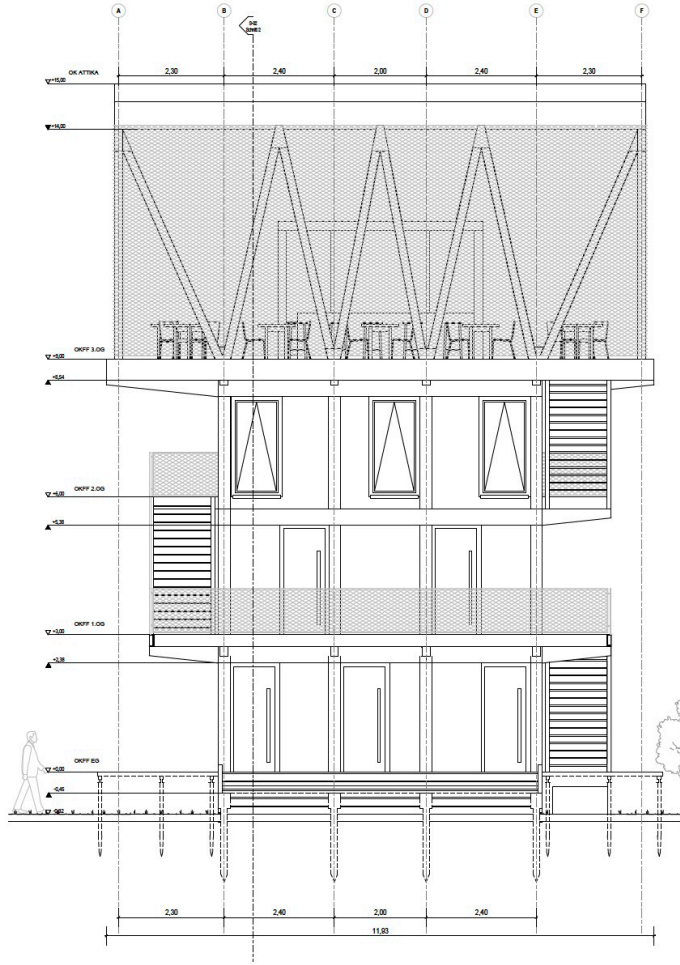 A B C D E F
2,30 2,40 2,00 2,40 2,30
OK ATTIKA
+15,00
+14,00
OKFF 3.OG
+9,00
+8,54
OKFF 2.OG
+6,00
+5,38
OKFF 1.OG
+3,00
+2,38
OKFF EG
+0,00
-0,46
2,30 2,40 2,00 2,40
11,93